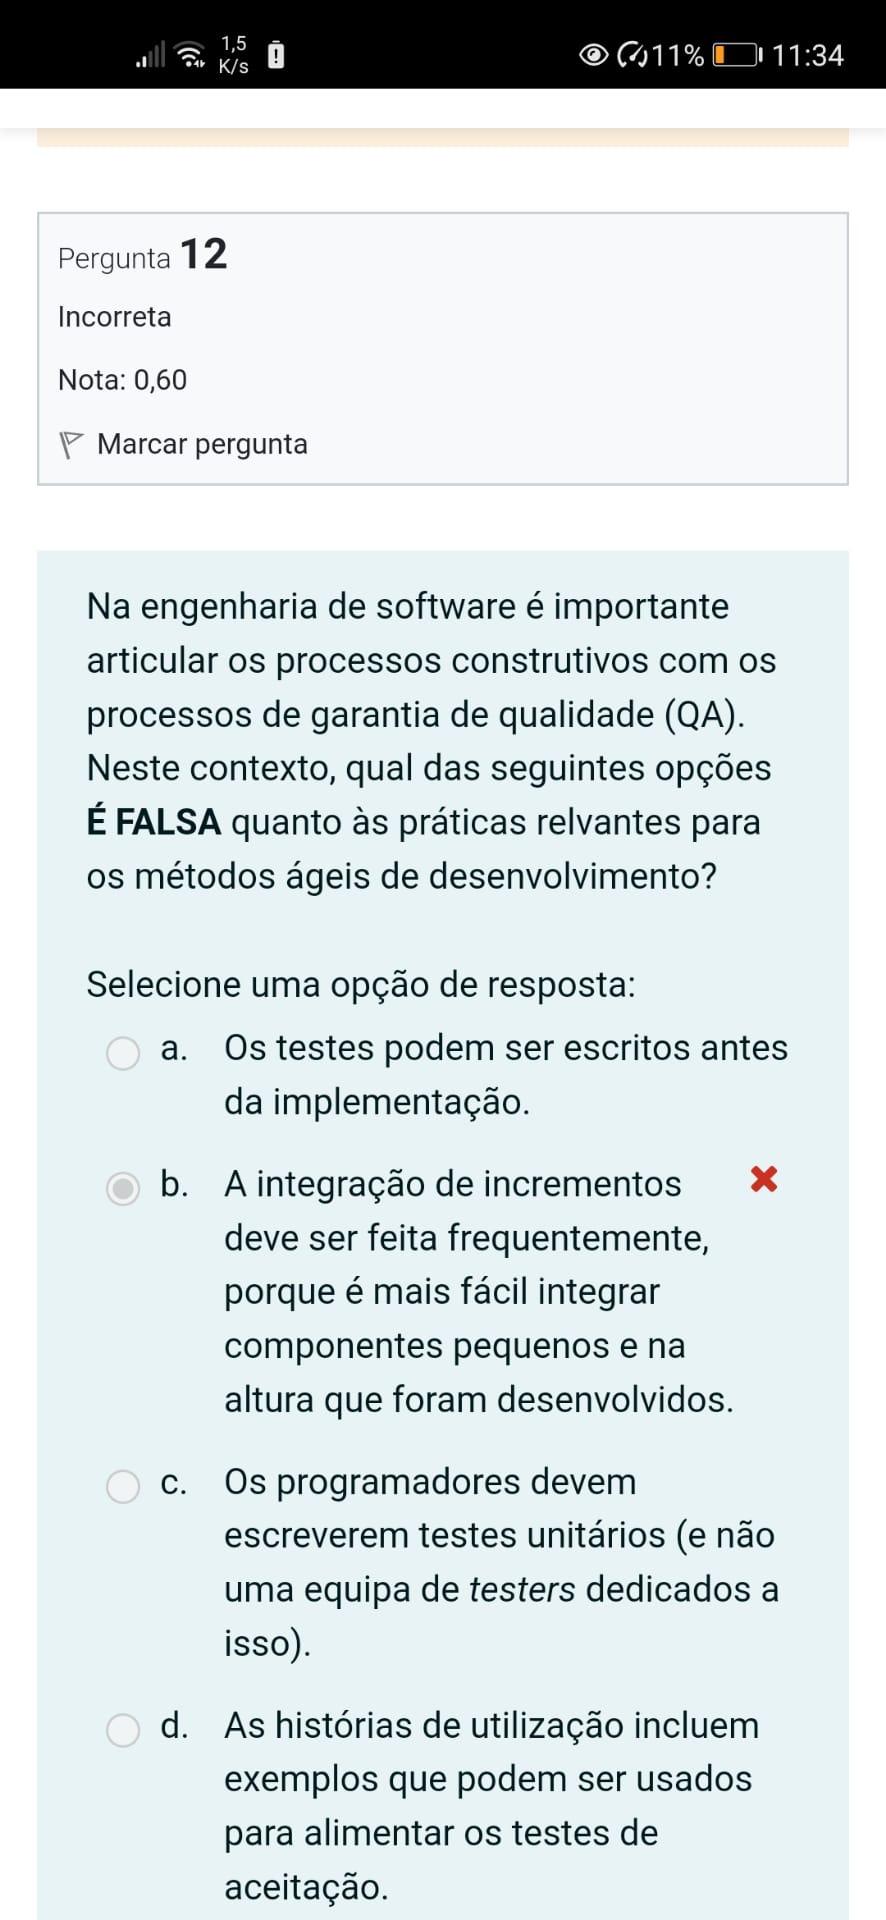 1,5
K/s
11%
11:34
Pergunta 12
Incorreta
Nota: 0,60
Marcar pergunta
Na engenharia de software é importante
articular os processos construtivos com os
processos de garantia de qualidade (QA).
Neste contexto, qual das seguintes opções
É FALSA quanto às práticas relvantes para
os métodos ágeis de desenvolvimento?
Selecione uma opção de resposta:
a. Os testes podem ser escritos antes
da implementação.
b. A integração de incrementos
deve ser feita frequentemente,
porque é mais fácil integrar
componentes pequenos e na
altura que foram desenvolvidos.
c. Os programadores devem
escreverem testes unitários (e não
uma equipa de testers dedicados a
isso).
d. As histórias de utilização incluem
exemplos que podem ser usados
para alimentar os testes de
aceitação.